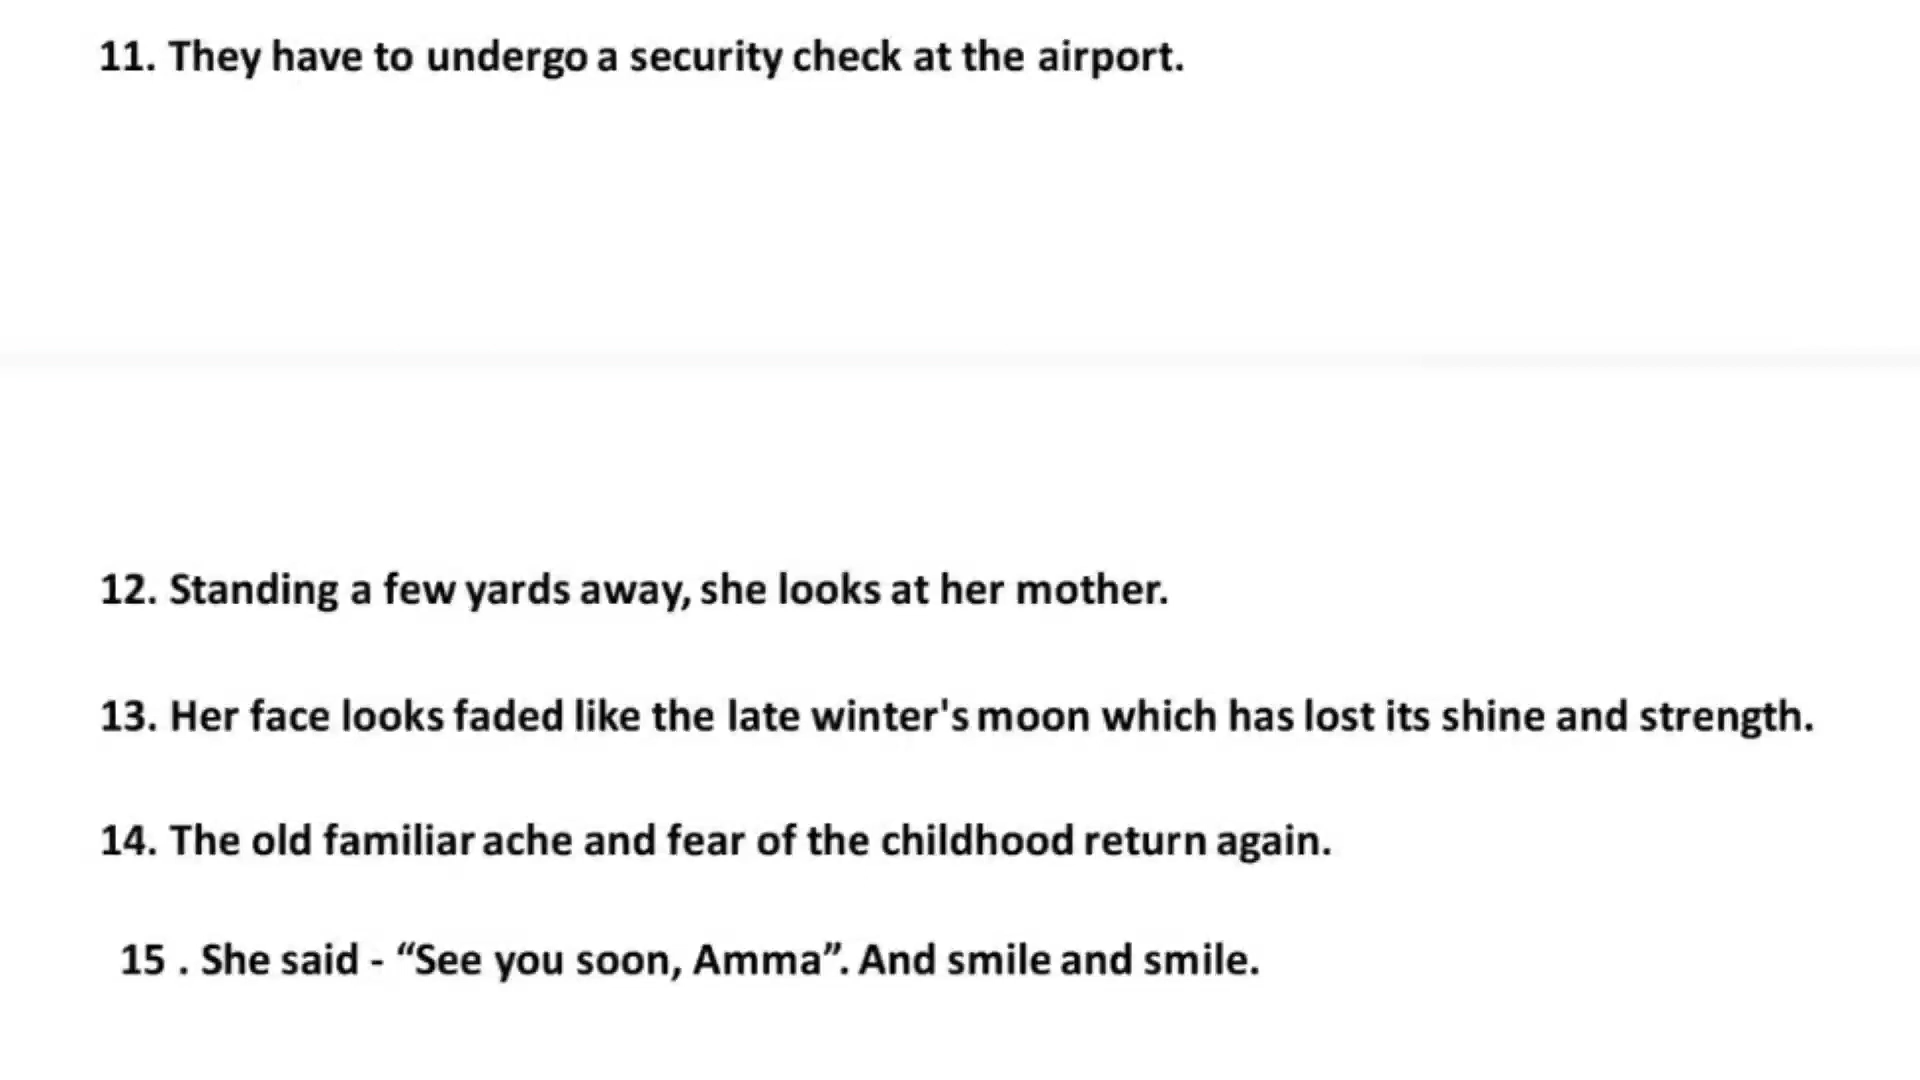 11. They have to undergo a security check at the airport.
12. Standing a few yards away, she looks at her mother.
13. Her face looks faded like the late winter's moon which has lost its shine and strength.
14. The old familiar ache and fear of the childhood return again.
15 . She said - “See you soon, Amma”. And smile and smile.